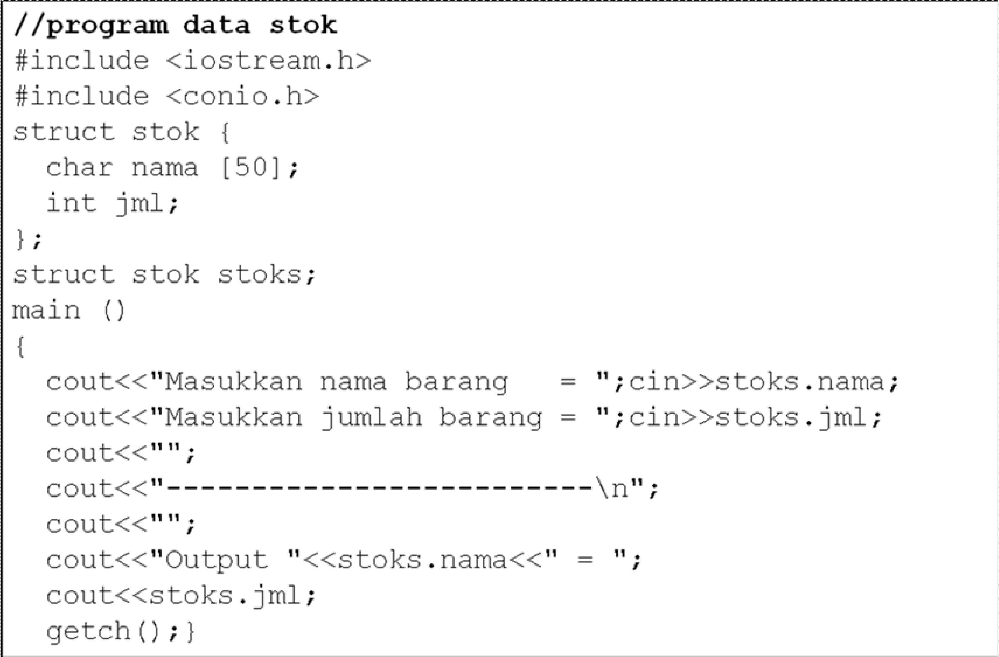 //program data stok
#include <iostream.h>
#include <conio.h>
struct stok {
  char nama [50];
  int jml;
};
struct stok stoks;
main ()
{
  cout<<"Masukkan nama barang   = ";cin>>stoks.nama;
  cout<<"Masukkan jumlah barang = ";cin>>stoks.jml;
  cout<<"";
  cout<<"-------------------------\n";
  cout<<"";
  cout<<"Output "<<stoks.nama<<" = ";
  cout<<stoks.jml;
  getch();}